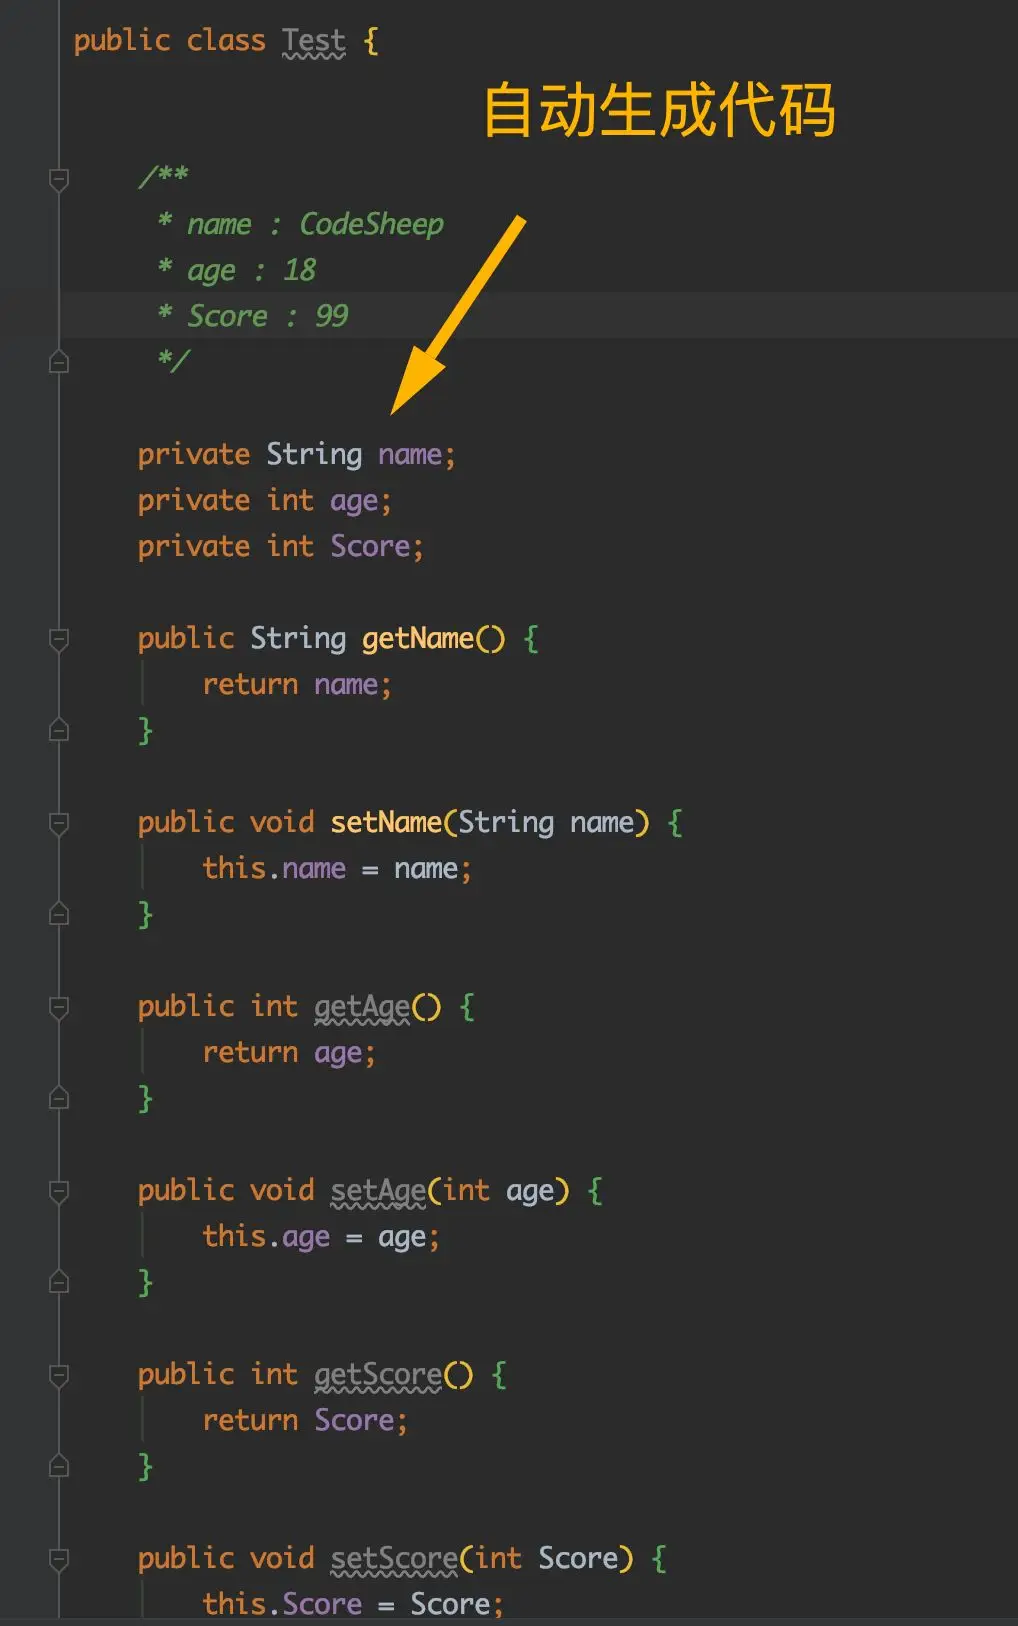 public class Test {
自动生成代码
/**
* name : CodeSheep
* age : 18
* Score : 99
*/
private String name;
private int age;
private int Score;
public String getName() {
return name;
}
public void setName(String name) {
this.name = name;
}
public int getAge() {
return age;
}
public void setAge(int age) {
this.age = age;
}
public int getScore() {
return Score;
}
public void setScore(int Score) {
this.Score = Score;